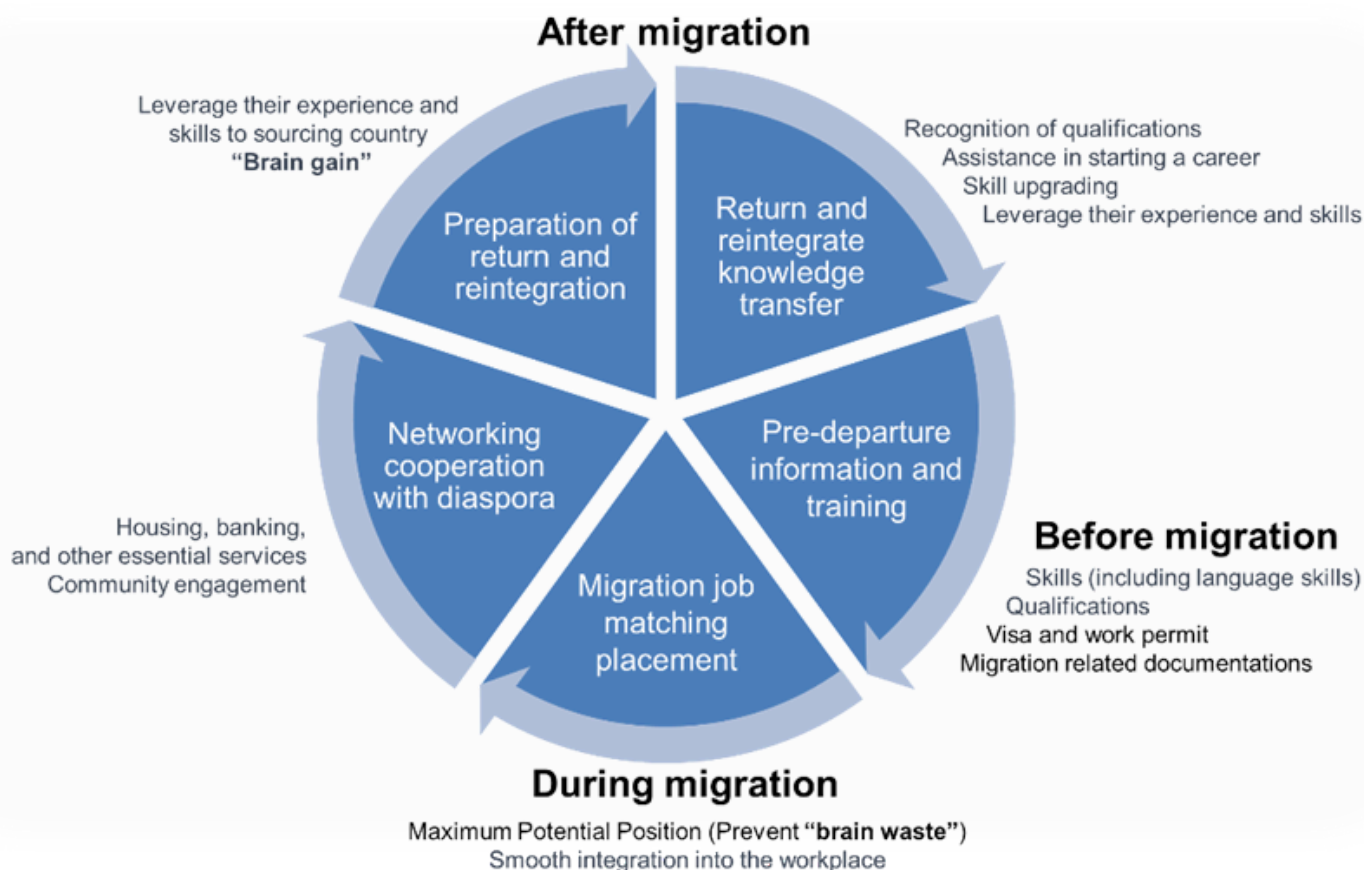 After migration
Leverage their experience and
skills to sourcing country
“Brain gain”
Recognition of qualifications
Assistance in starting a career
Skill upgrading
Leverage their experience and skills
Preparation of
return and
reintegration
Return and
reintegrate
knowledge
transfer
Networking
cooperation
with diaspora
Pre-departure
information and
training
Housing, banking,
and other essential services
Community engagement
Migration job
matching
placement
Before migration
Skills (including language skills)
Qualifications
Visa and work permit
Migration related documentations
During migration
Maximum Potential Position (Prevent “brain waste”)
Smooth integration into the workplace